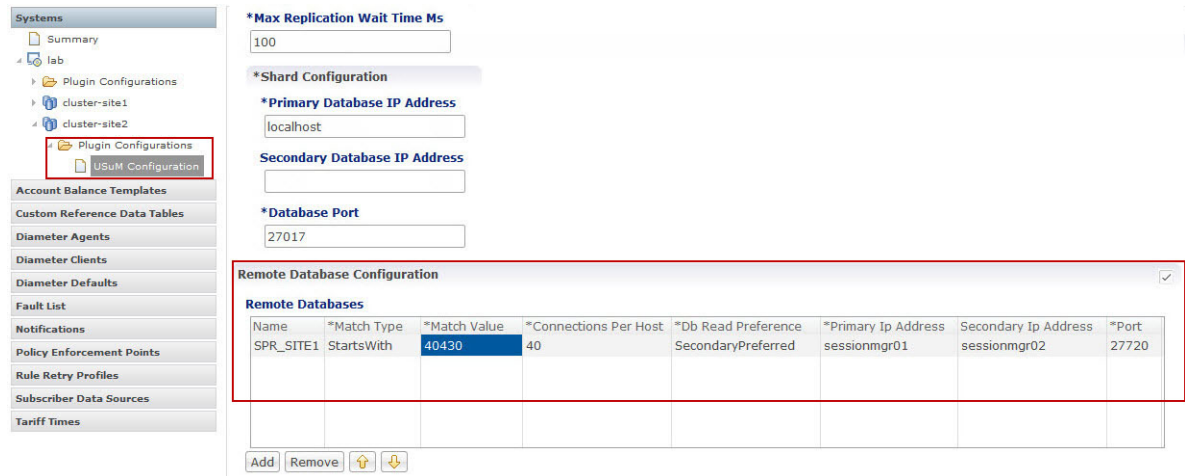 Systems
Summary
lab
Plugin Configurations
cluster-site1
cluster-site2
Plugin Configurations
USuM Configuration
Account Balance Templates
Custom Reference Data Tables
Diameter Agents
Diameter Clients
Diameter Defaults
Fault List
Notifications
Policy Enforcement Points
Rule Retry Profiles
Subscriber Data Sources
Tariff Times
*Max Replication Wait Time Ms
100
*Shard Configuration
*Primary Database IP Address
localhost
Secondary Database IP Address
*Database Port
27017
Remote Database Configuration
Remote Databases
Name *Match Type *Match Value *Connections Per Host *Db Read Preference *Primary Ip Address Secondary Ip Address *Port
SPR_SITE1 StartsWith 40430 40 SecondaryPreferred sessionmgr01 sessionmgr02 27720
Add Remove